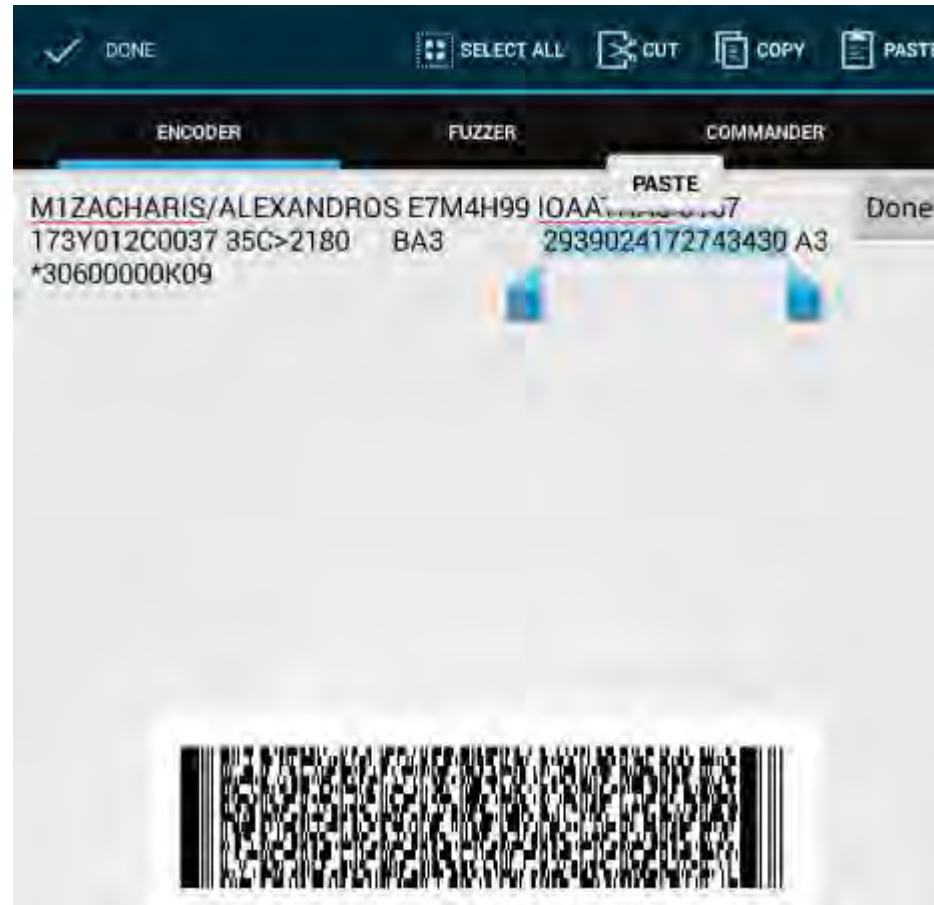 DONE SELECT ALL CUT COPY PASTE
ENCODER FUZZER COMMANDER
PASTE
M1ZACHARIS/ALEXANDROS E7M4H99 Done
173Y012C0037 35C>2180 BA3 2939024172743430 A3
*30600000K09